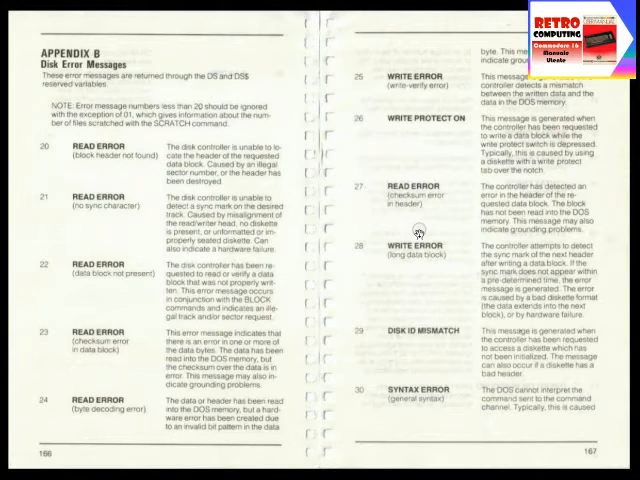 APPENDIX B
Disk Error Messages
These error messages are returned through the DS and DS$
reserved variables.
NOTE: Error message numbers less than 20 should be ignored
with the exception of 01, which gives information about the num-
ber of files scratched with the SCRATCH command.
20 READ ERROR The disk controller is unable to lo-
(block header not found) cate the header of the requested
data block. Caused by an illegal
sector number, or the header has
been destroyed.
21 READ ERROR The disk controller is unable to
(no sync character) detect a sync mark on the desired
track. Caused by misalignment of
the read/writer head, no diskette
is present, or unformatted or im-
properly seated diskette. Can
also indicate a hardware failure.
22 READ ERROR The disk controller has been re-
(data block not present) quested to read or verify a data
block that was not properly writ-
ten. This error message occurs
in conjunction with the BLOCK
commands and indicates an ille-
gal track and/or sector request.
23 READ ERROR This error message indicates that
(checksum error there is an error in one or more of
in data block) the data bytes. The data has been
read into the DOS memory, but
the checksum over the data is in
error. This message may also in-
dicate grounding problems.
24 READ ERROR The data or header has been read
(byte decoding error) into the DOS memory, but a hard-
ware error has been created due
to an invalid bit pattern in the data
166
byte. This
indicate
25 WRITE ERROR This message
(write-verify error) controller detects a mismatch
between the written data and the
data in the DOS memory.
26 WRITE PROTECT ON This message is generated when
the controller has been requested
to write a data block while the
write protect switch is depressed.
Typically, this is caused by using
a diskette with a write protect
tab over the notch.
27 READ ERROR The controller has detected an
(checksum error error in the header of the re-
in header) quested data block. The block
has not been read into the DOS
memory. This message may also
indicate grounding problems.
28 WRITE ERROR The controller attempts to detect
(long data block) the sync mark of the next header
after writing a data block. If the
sync mark does not appear within
a pre-determined time, the error
message is generated. The error
is caused by a bad diskette format
(the data extends into the next
block), or by hardware failure.
29 DISK ID MISMATCH This message is generated when
the controller has been requested
to access a diskette which has
not been initialized. The message
can also occur if a diskette has a
bad header.
30 SYNTAX ERROR The DOS cannot interpret the
(general syntax) command sent to the command
channel. Typically, this is caused
167
RETRO
COMPUTING
Commodore 16
Manuale
Utente